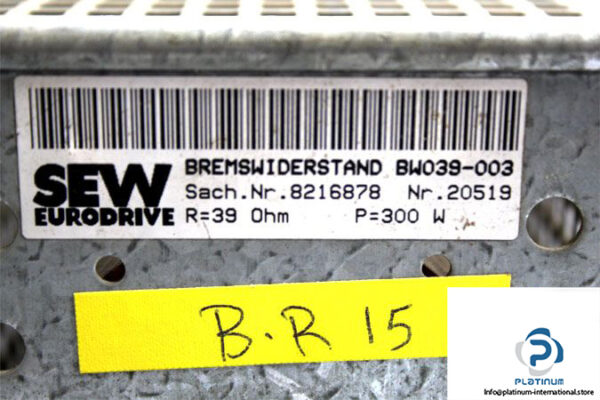 SEW
EURODRIVE
BREMSWIDERSTAND BW039-003
Sach.Nr.8216878 Nr.20519
R=39 Ohm P=300 W
B.R 15
PLATINUM
info@platinum-international.store